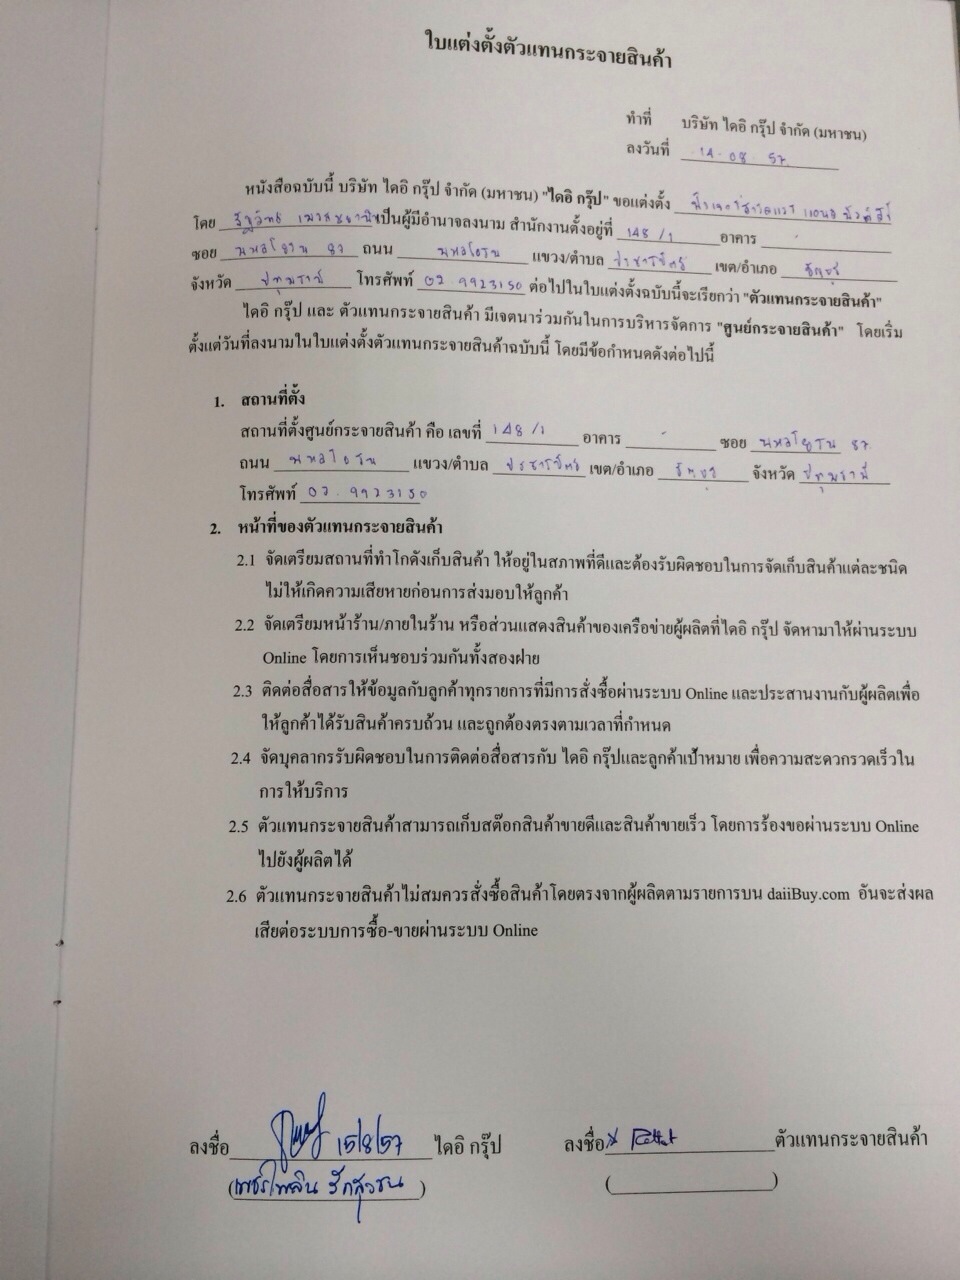 ใบแต่งตั้งตัวแทนกระจายสินค้า
ทำที่ บริษัท ไดอิ กรุ๊ป จำกัด (มหาชน)
ลงวันที่ 14-08-57
หนังสือฉบับนี้ บริษัท ไดอิ กรุ๊ป จำกัด (มหาชน) "ไดอิ กรุ๊ป" ขอแต่งตั้ง
โดย เป็นผู้มีอำนาจลงนาม สำนักงานตั้งอยู่ที่ 148/1 อาคาร -
ซอย พหลโยธิน 87 ถนน พหลโยธิน แขวง/ตำบล ประชาธิปัตย์ เขต/อำเภอ ธัญบุรี
จังหวัด ปทุมธานี โทรศัพท์ 02-9923150 ต่อไปในใบแต่งตั้งฉบับนี้จะเรียกว่า "ตัวแทนกระจายสินค้า"
ไดอิ กรุ๊ป และ ตัวแทนกระจายสินค้า มีเจตนาร่วมกันในการบริหารจัดการ "ศูนย์กระจายสินค้า" โดยเริ่ม
ตั้งแต่วันที่ลงนามในใบแต่งตั้งตัวแทนกระจายสินค้าฉบับนี้ โดยมีข้อกำหนดดังต่อไปนี้
1. สถานที่ตั้ง
สถานที่ตั้งศูนย์กระจายสินค้า คือ เลขที่ 148/1 อาคาร - ซอย พหลโยธิน 87
ถนน พหลโยธิน แขวง/ตำบล ประชาธิปัตย์ เขต/อำเภอ ธัญบุรี จังหวัด ปทุมธานี
โทรศัพท์ 02-9923150
2. หน้าที่ของตัวแทนกระจายสินค้า
2.1 จัดเตรียมสถานที่ทำโกดังเก็บสินค้า ให้อยู่ในสภาพที่ดีและต้องรับผิดชอบในการจัดเก็บสินค้าแต่ละชนิด
ไม่ให้เกิดความเสียหายก่อนการส่งมอบให้ลูกค้า
2.2 จัดเตรียมหน้าร้าน/ภายในร้าน หรือส่วนแสดงสินค้าของเครือข่ายผู้ผลิตที่ไดอิ กรุ๊ป จัดหามาให้ผ่านระบบ
Online โดยการเห็นชอบร่วมกันทั้งสองฝ่าย
2.3 ติดต่อสื่อสารให้ข้อมูลกับลูกค้าทุกรายการที่มีการสั่งซื้อผ่านระบบ Online และประสานงานกับผู้ผลิตเพื่อ
ให้ลูกค้าได้รับสินค้าครบถ้วน และถูกต้องตรงตามเวลาที่กำหนด
2.4 จัดบุคลากรรับผิดชอบในการติดต่อสื่อสารกับ ไดอิ กรุ๊ปและลูกค้าเป้าหมาย เพื่อความสะดวกรวดเร็วใน
การให้บริการ
2.5 ตัวแทนกระจายสินค้าสามารถเก็บสต๊อกสินค้าขายดีและสินค้าขายเร็ว โดยการร้องขอผ่านระบบ Online
ไปยังผู้ผลิตได้
2.6 ตัวแทนกระจายสินค้าไม่สมควรสั่งซื้อสินค้าโดยตรงจากผู้ผลิตตามรายการบน daiiBuy.com อันจะส่งผล
เสียต่อระบบการซื้อ-ขายผ่านระบบ Online
ลงชื่อ 15/8/57 ไดอิ กรุ๊ป ลงชื่อ ตัวแทนกระจายสินค้า
(เพชรไพลิน รักสุวรรณ) ( )